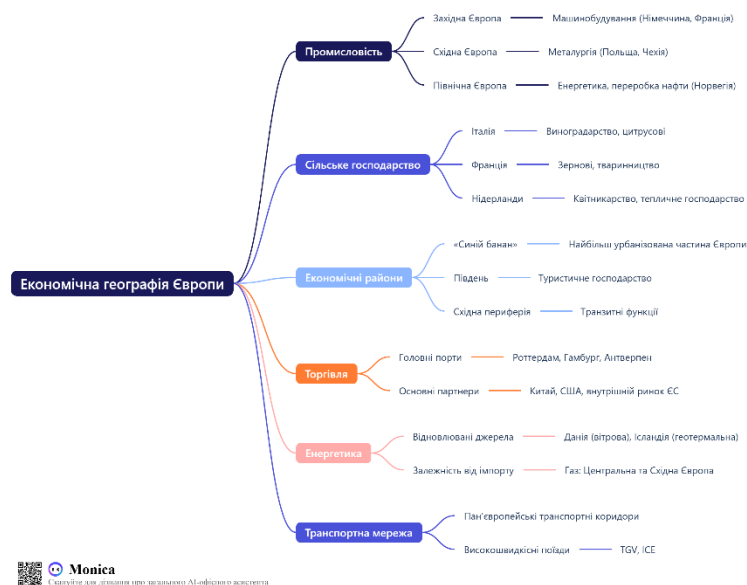 Економічна географія Європи
Промисловість
Західна Європа
Машинобудування (Німеччина, Франція)
Східна Європа
Металургія (Польща, Чехія)
Північна Європа
Енергетика, переробка нафти (Норвегія)
Сільське господарство
Італія
Виноградарство, цитрусові
Франція
Зернові, тваринництво
Нідерланди
Квітникарство, тепличне господарство
Економічні райони
«Синій банан»
Найбільш урбанізована частина Європи
Південь
Туристичне господарство
Східна периферія
Транзитні функції
Торгівля
Головні порти
Роттердам, Гамбург, Антверпен
Основні партнери
Китай, США, внутрішній ринок ЄС
Енергетика
Відновлювані джерела
Данія (вітрова), Ісландія (геотермальна)
Залежність від імпорту
Газ: Центральна та Східна Європа
Транспортна мережа
Пан'європейські транспортні коридори
Високошвидкісні поїзди
TGV, ICE
Monica
Скануйте для